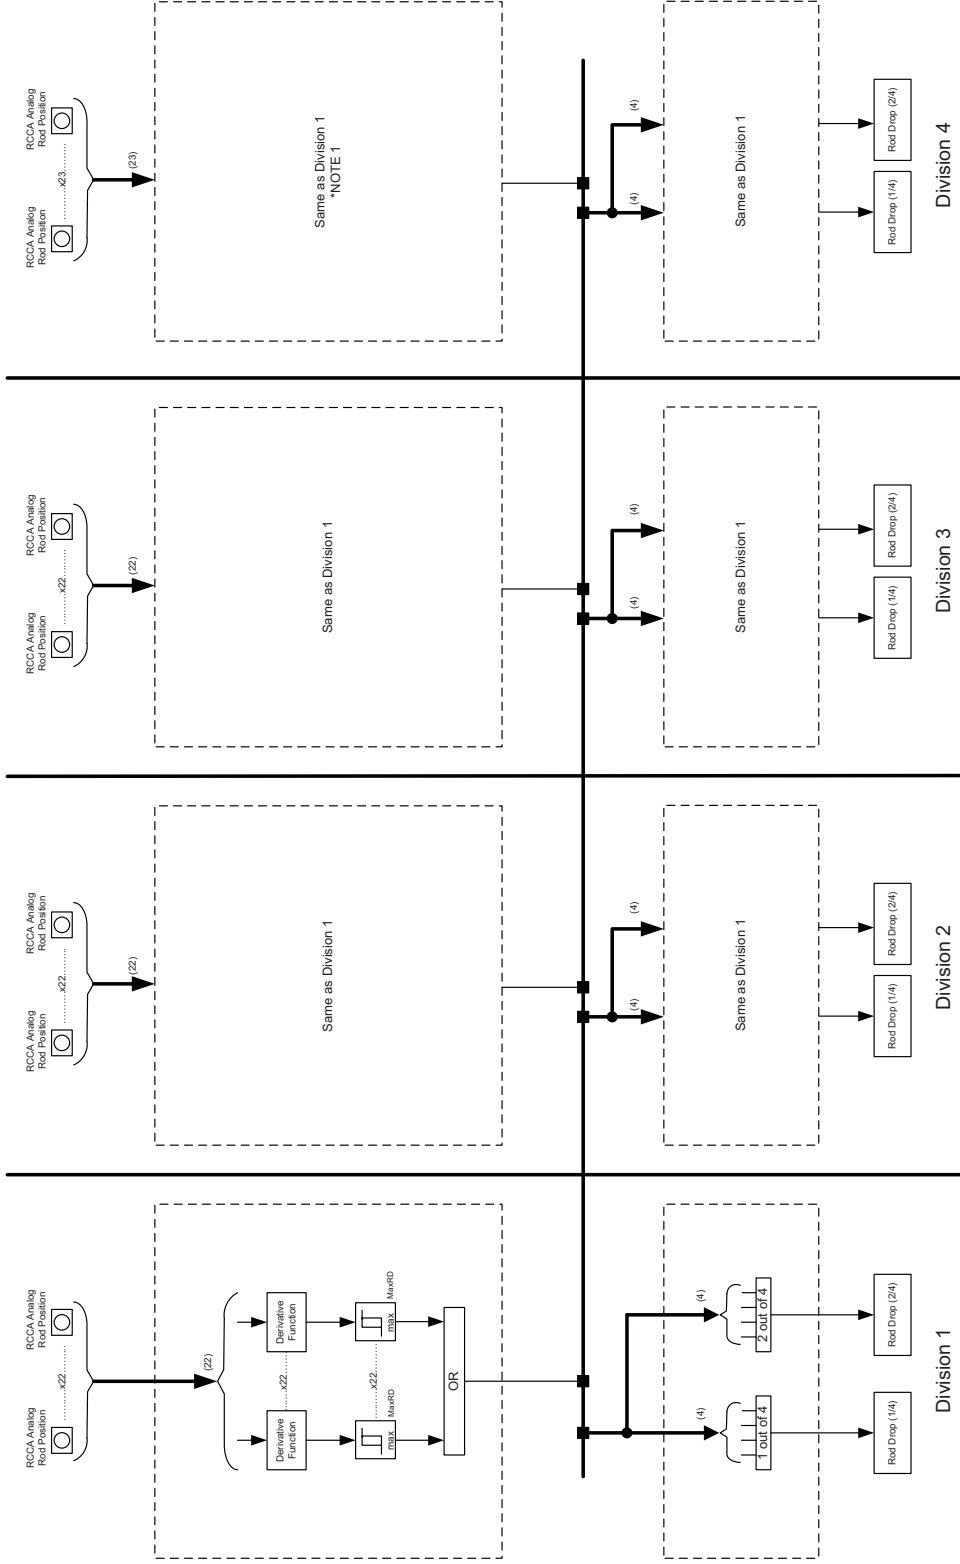 RCCA Analog
Rod Position
RCCA Analog
Rod Position
x22
(22)
Derivative
Function
Derivative
Function
x22
max
MaxRD
max
MaxRD
x22
OR
(4)
(4)
1 out of 4
2 out of 4
Rod Drop (1/4)
Rod Drop (2/4)
Division 1
RCCA Analog
Rod Position
RCCA Analog
Rod Position
x22
(22)
Same as Division 1
(4)
(4)
Same as Division 1
Rod Drop (1/4)
Rod Drop (2/4)
Division 2
RCCA Analog
Rod Position
RCCA Analog
Rod Position
x22
(22)
Same as Division 1
(4)
(4)
Same as Division 1
Rod Drop (1/4)
Rod Drop (2/4)
Division 3
RCCA Analog
Rod Position
RCCA Analog
Rod Position
x23
(23)
Same as Division 1
*NOTE 1
(4)
(4)
Same as Division 1
Rod Drop (1/4)
Rod Drop (2/4)
Division 4